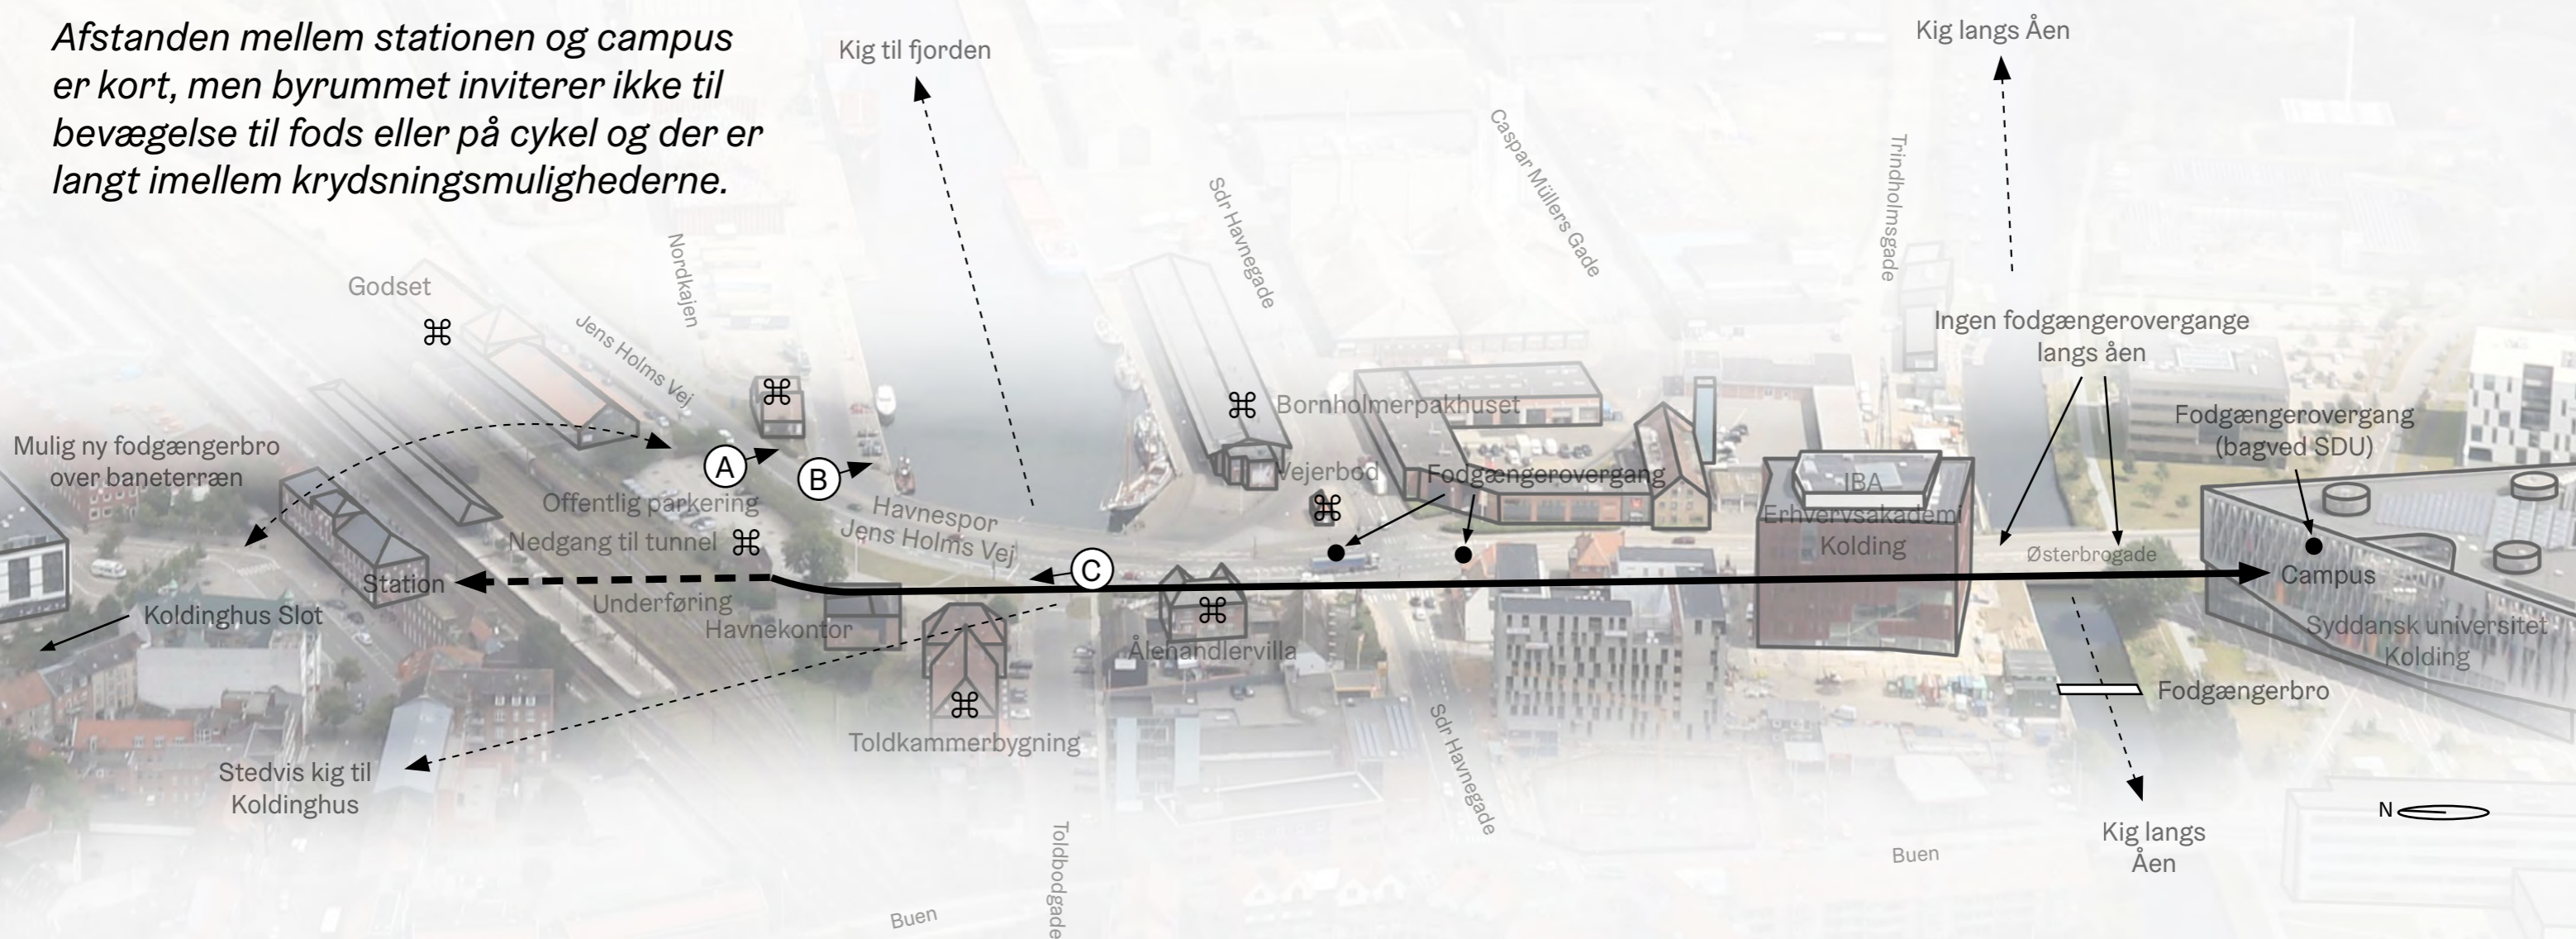 Afstanden mellem stationen og campus
er kort, men byrummet inviterer ikke til
bevægelse til fods eller på cykel og der er
langt imellem krydsningsmulighederne.
Kig til fjorden
Kig langs Åen
Caspar Müllers Gade
Trindholmsgade
Sdr Havnegade
Nordkajen
Godset
Jens Holms Vej
Ingen fodgængerovergange
langs åen
Bornholmerpakhuset
Fodgængerovergang
(bagved SDU)
Mulig ny fodgængerbro
over baneterræn
A
B
Vejerbod
Fodgængerovergang
IBA
Erhvervsakademi
Kolding
Offentlig parkering
Havnespor
Jens Holms Vej
Nedgang til tunnel
Østerbrogade
C
Station
Campus
Underføring
Koldinghus Slot
Havnekontor
Ålehandlervilla
Syddansk universitet
Kolding
Fodgængerbro
Toldkammerbygning
Sdr Havnegade
Stedvis kig til
Koldinghus
N
Kig langs
Åen
Toldbodgade
Buen
Buen